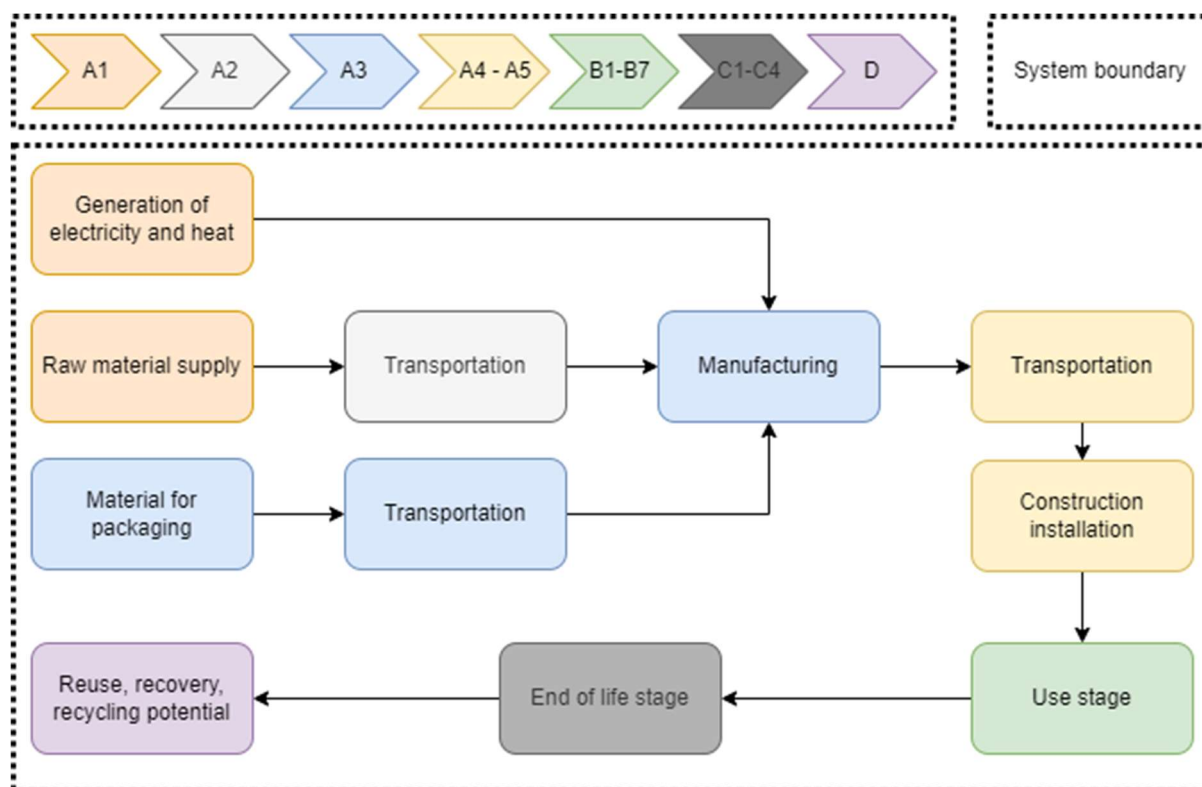 A1
A2
A3
A4 - A5
B1-B7
C1-C4
D
System boundary
Generation of
electricity and heat
Raw material supply
Transportation
Manufacturing
Transportation
Material for
packaging
Transportation
Construction
installation
Reuse, recovery,
recycling potential
End of life stage
Use stage